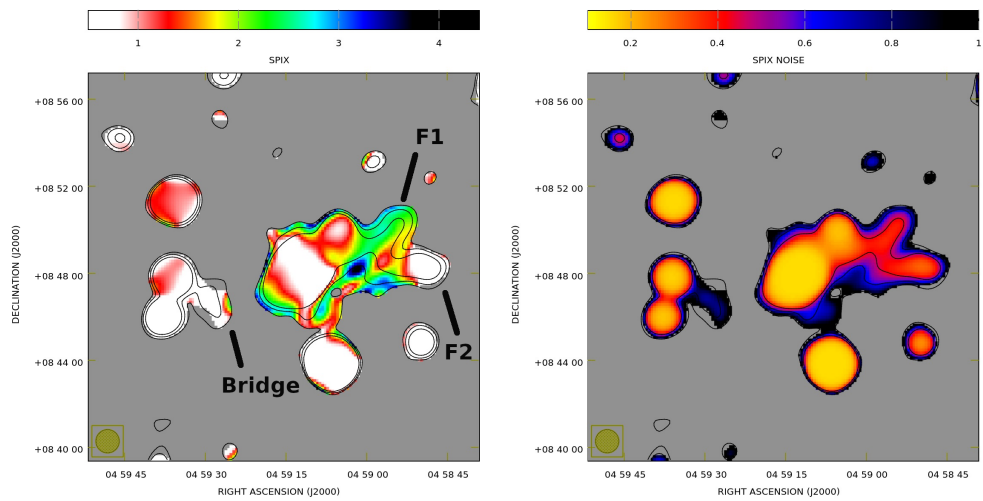 1 2 3 4
SPIX
DECLINATION (J2000)
+08 56 00
+08 52 00
+08 48 00
+08 44 00
+08 40 00
F1
F2
Bridge
04 59 45 04 59 30 04 59 15 04 59 00 04 58 45
RIGHT ASCENSION (J2000)
0.2 0.4 0.6 0.8 1
SPIX NOISE
DECLINATION (J2000)
+08 56 00
+08 52 00
+08 48 00
+08 44 00
+08 40 00
04 59 45 04 59 30 04 59 15 04 59 00 04 58 45
RIGHT ASCENSION (J2000)